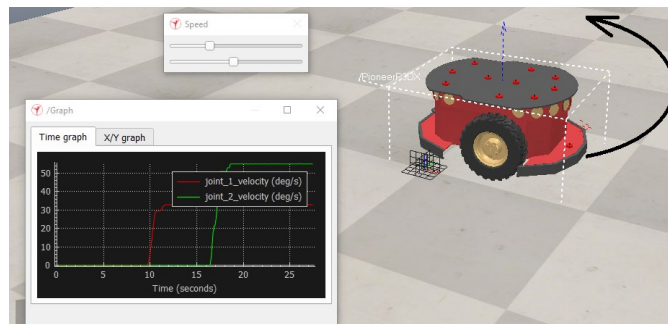 Speed
/PioneerP3DX
/Graph
Time graph
X/Y graph
joint_1_velocity (deg/s)
joint_2_velocity (deg/s)
50
40
30
20
10
0
0 5 10 15 20 25
Time (seconds)